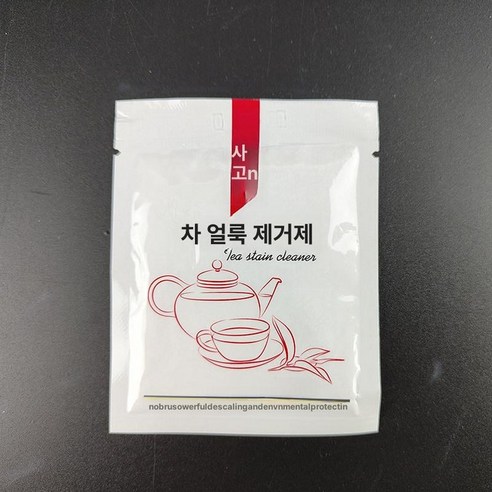 사
고n
차 얼룩 제거제
Tea stain cleaner
nobrusowerfuldescalingandenvnmentalprotectin